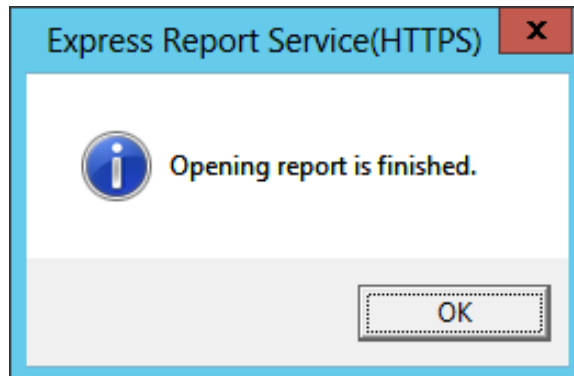 Express Report Service(HTTPS)
x
Opening report is finished.
OK